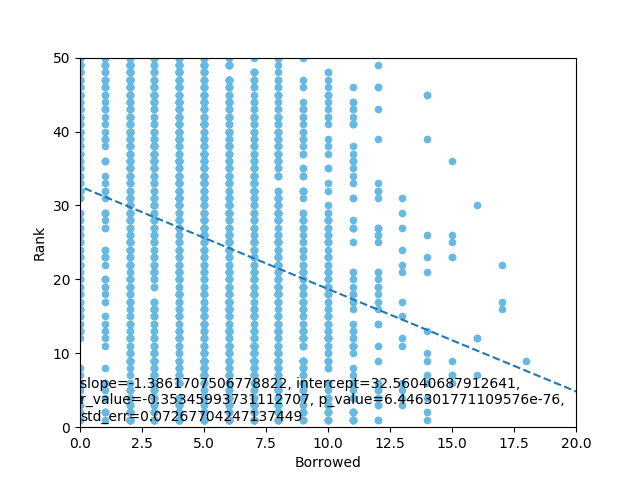 50
40
30
20
10
0
Rank
slope=-1.3861707506778822, intercept=32.56040687912641,
r_value=-0.35345993731112707, p_value=6.446301771109576e-76,
std_err=0.07267704247137449
0.0 2.5 5.0 7.5 10.0 12.5 15.0 17.5 20.0
Borrowed